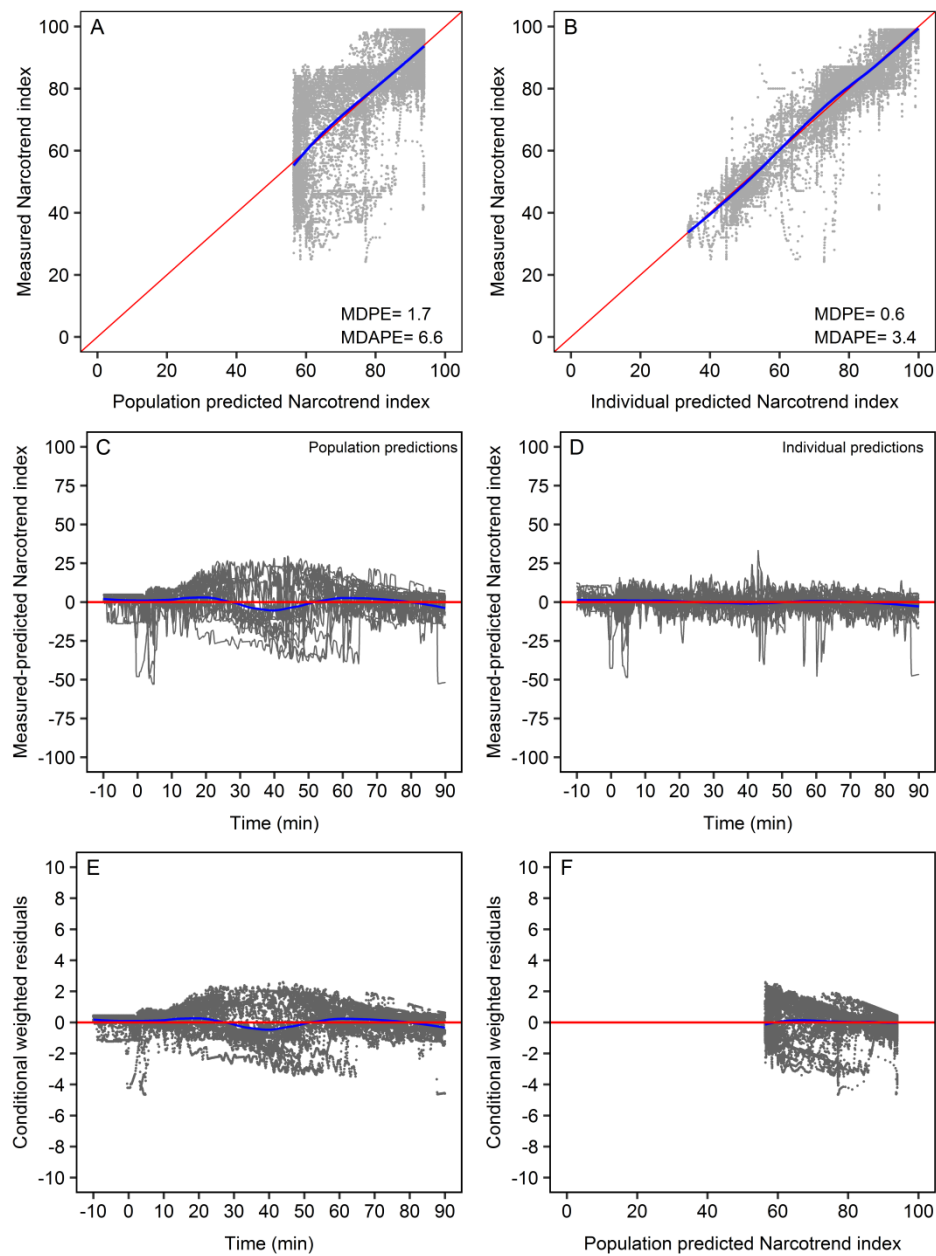 A
Measured Narcotrend index
100
80
60
40
20
0
MDPE= 1.7
MDAPE= 6.6
0 20 40 60 80 100
Population predicted Narcotrend index
B
Measured Narcotrend index
100
80
60
40
20
0
MDPE= 0.6
MDAPE= 3.4
0 20 40 60 80 100
Individual predicted Narcotrend index
C
Population predictions
Measured-predicted Narcotrend index
100
75
50
25
0
-25
-50
-75
-100
-10 0 10 20 30 40 50 60 70 80 90
Time (min)
D
Individual predictions
Measured-predicted Narcotrend index
100
75
50
25
0
-25
-50
-75
-100
-10 0 10 20 30 40 50 60 70 80 90
Time (min)
E
Conditional weighted residuals
10
8
6
4
2
0
-2
-4
-6
-8
-10
-10 0 10 20 30 40 50 60 70 80 90
Time (min)
F
Conditional weighted residuals
10
8
6
4
2
0
-2
-4
-6
-8
-10
0 20 40 60 80 100
Population predicted Narcotrend index